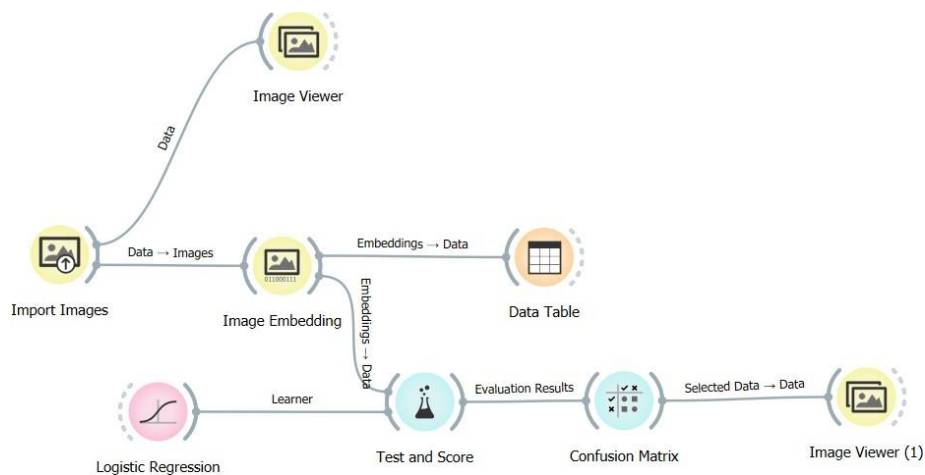 Image Viewer
Data
Data → Images
Embeddings → Data
Import Images
Image Embedding
011000111
Data Table
Embeddings → Data
Learner
Evaluation Results
Selected Data → Data
Logistic Regression
Test and Score
Confusion Matrix
Image Viewer (1)